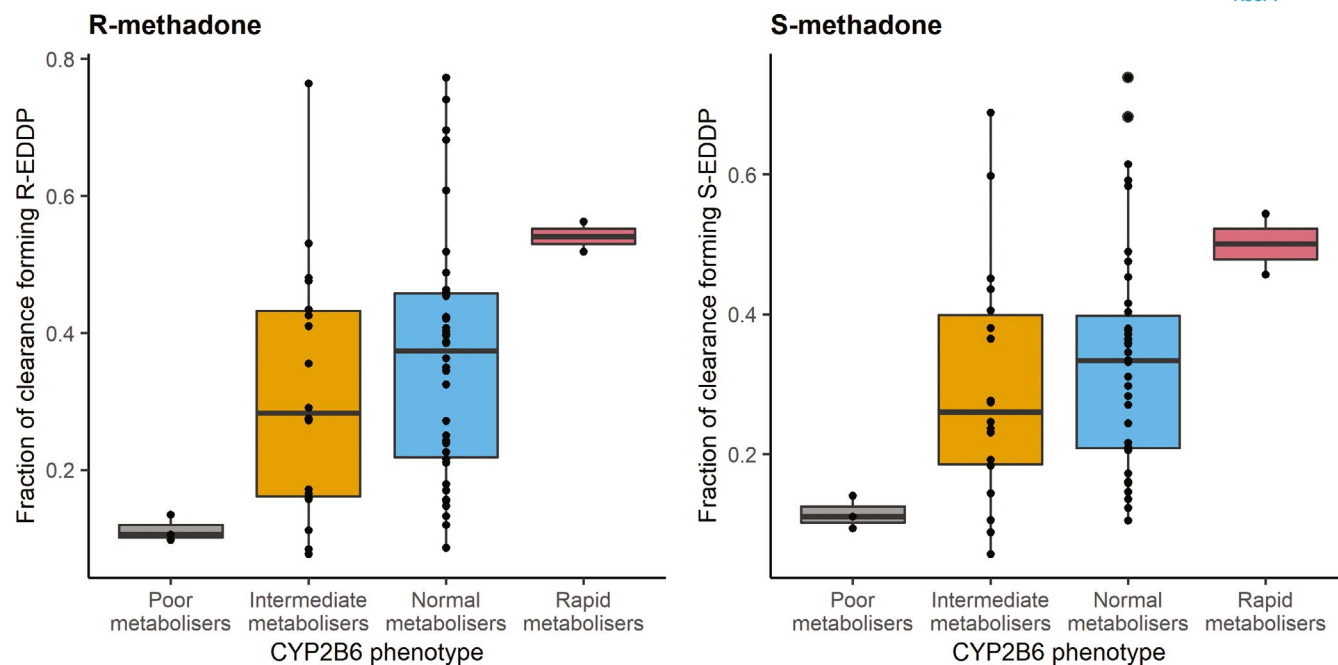 R-methadone
Fraction of clearance forming R-EDDP
0.8
0.6
0.4
0.2
Poor metabolisers
Intermediate metabolisers
Normal metabolisers
Rapid metabolisers
CYP2B6 phenotype
S-methadone
Fraction of clearance forming S-EDDP
0.6
0.4
0.2
Poor metabolisers
Intermediate metabolisers
Normal metabolisers
Rapid metabolisers
CYP2B6 phenotype